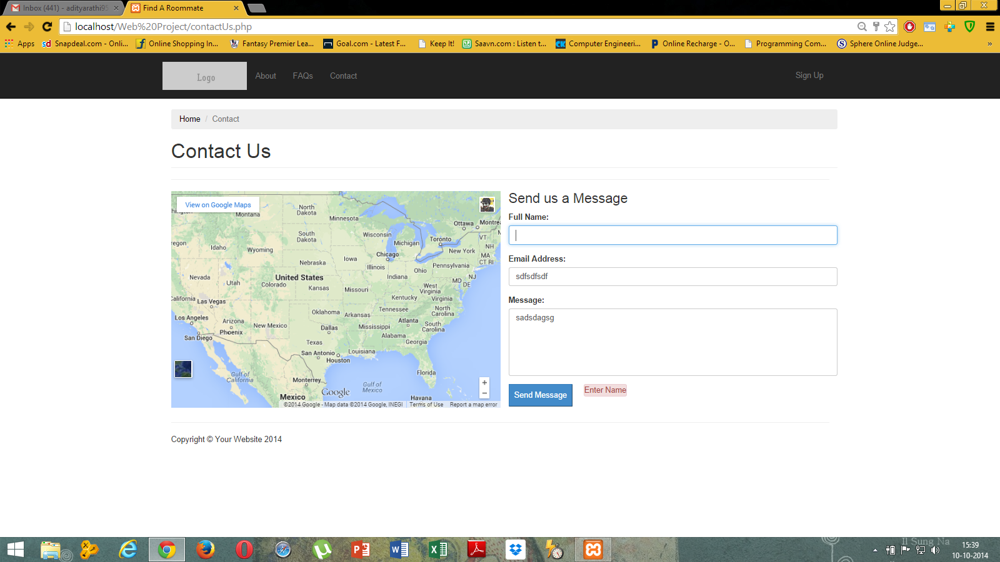 Inbox (441) - adityarathi95
Find A Roommate
localhost/Web%20Project/contactUs.php
Apps
Snapdeal.com - Onli...
Online Shopping In...
Fantasy Premier Lea...
Goal.com - Latest F...
Keep It!
Saavn.com : Listen t...
Computer Engineeri...
Online Recharge - O...
Programming Com...
Sphere Online Judge...
»
Logo
About
FAQs
Contact
Sign Up
Home / Contact
Contact Us
View on Google Maps
Montana
North Dakota
Minnesota
Ottawa
Montre
egon
Idaho
Wyoming
South Dakota
Wisconsin
Michigan
Toronto
VT
NH
New York
MA
CT RI
Chicago
Iowa
Nebraska
Illinois
Indiana
Ohio
Pennsylvania
Nevada
Utah
Colorado
United States
Kansas
Missouri
West Virginia
MD
DE
NJ
Kentucky
Virginia
California
Las Vegas
Los Angeles
Arizona
Phoenix
New Mexico
Oklahoma
Arkansas
Tennessee
North Carolina
San Diego
Dallas
Mississippi
Atlanta
South Carolina
Alabama
Georgia
Texas
San Antonio
Houston
Louisiana
Gulf of California
Monterrey
Gulf of Mexico
Florida
Mexico
Google
Havana
+
−
©2014 Google - Map data ©2014 Google, INEGI
Terms of Use
Report a map error
Send us a Message
Full Name:
Email Address:
sdfsdfsdf
Message:
sadsdagsg
Send Message
Enter Name
Copyright © Your Website 2014
Il Sung Na
15:39
10-10-2014